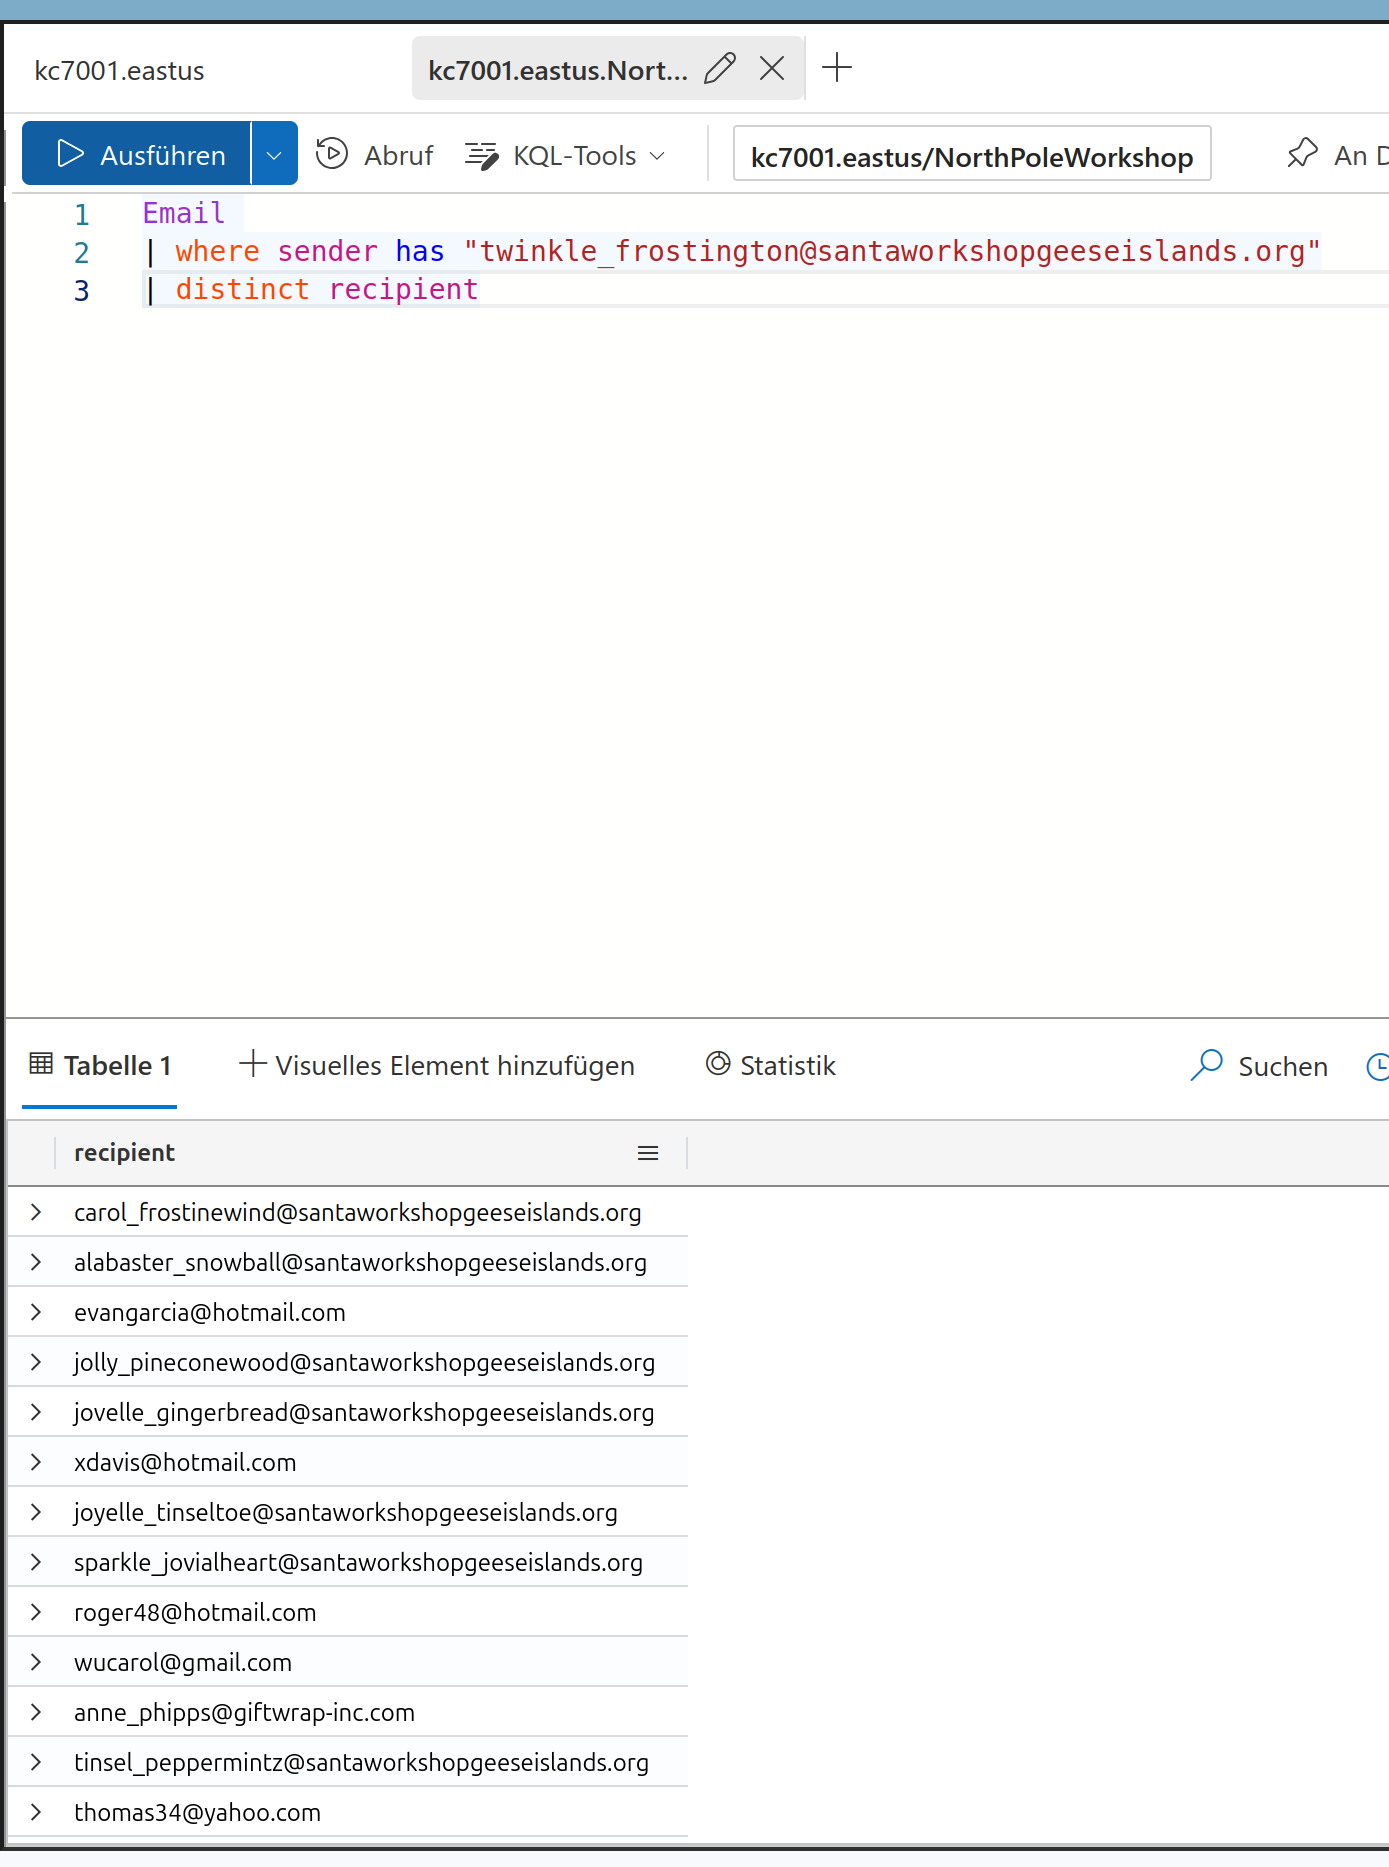 kc7001.eastus
kc7001.eastus.Nort...
Ausführen
Abruf
KQL-Tools
kc7001.eastus/NorthPoleWorkshop
An D
1 Email
2 | where sender has "twinkle_frostington@santaworkshopgeeseislands.org"
3 | distinct recipient
Tabelle 1
Visuelles Element hinzufügen
Statistik
Suchen
recipient
carol_frostinewind@santaworkshopgeeseislands.org
alabaster_snowball@santaworkshopgeeseislands.org
evangarcia@hotmail.com
jolly_pineconewood@santaworkshopgeeseislands.org
jovelle_gingerbread@santaworkshopgeeseislands.org
xdavis@hotmail.com
joyelle_tinseltoe@santaworkshopgeeseislands.org
sparkle_jovialheart@santaworkshopgeeseislands.org
roger48@hotmail.com
wucarol@gmail.com
anne_phipps@giftwrap-inc.com
tinsel_peppermintz@santaworkshopgeeseislands.org
thomas34@yahoo.com